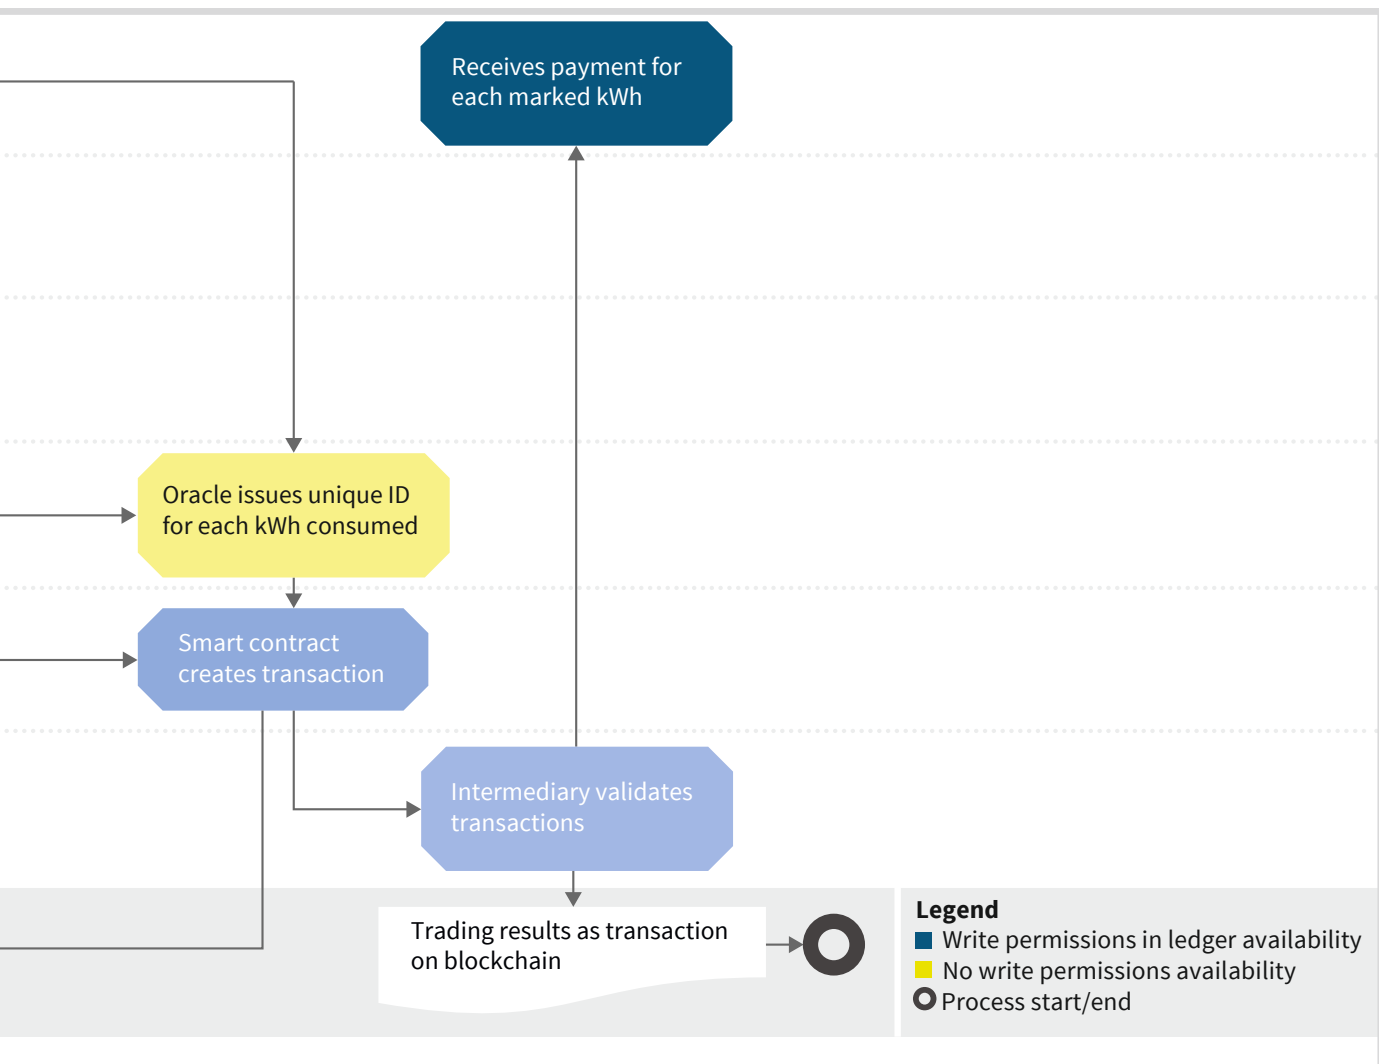 Receives payment for
each marked kWh
Oracle issues unique ID
for each kWh consumed
Smart contract
creates transaction
Intermediary validates
transactions
Trading results as transaction
on blockchain
Legend
Write permissions in ledger availability
No write permissions availability
Process start/end